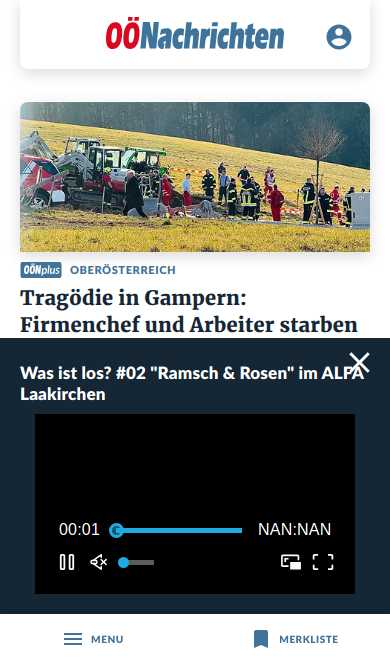 OÖNachrichten
OÖNplus OBERÖSTERREICH
Tragödie in Gampern:
Firmenchef und Arbeiter starben
Was ist los? #02 "Ramsch & Rosen" im ALFA
Laakirchen
00:01 NAN:NAN
MENU MERKLISTE